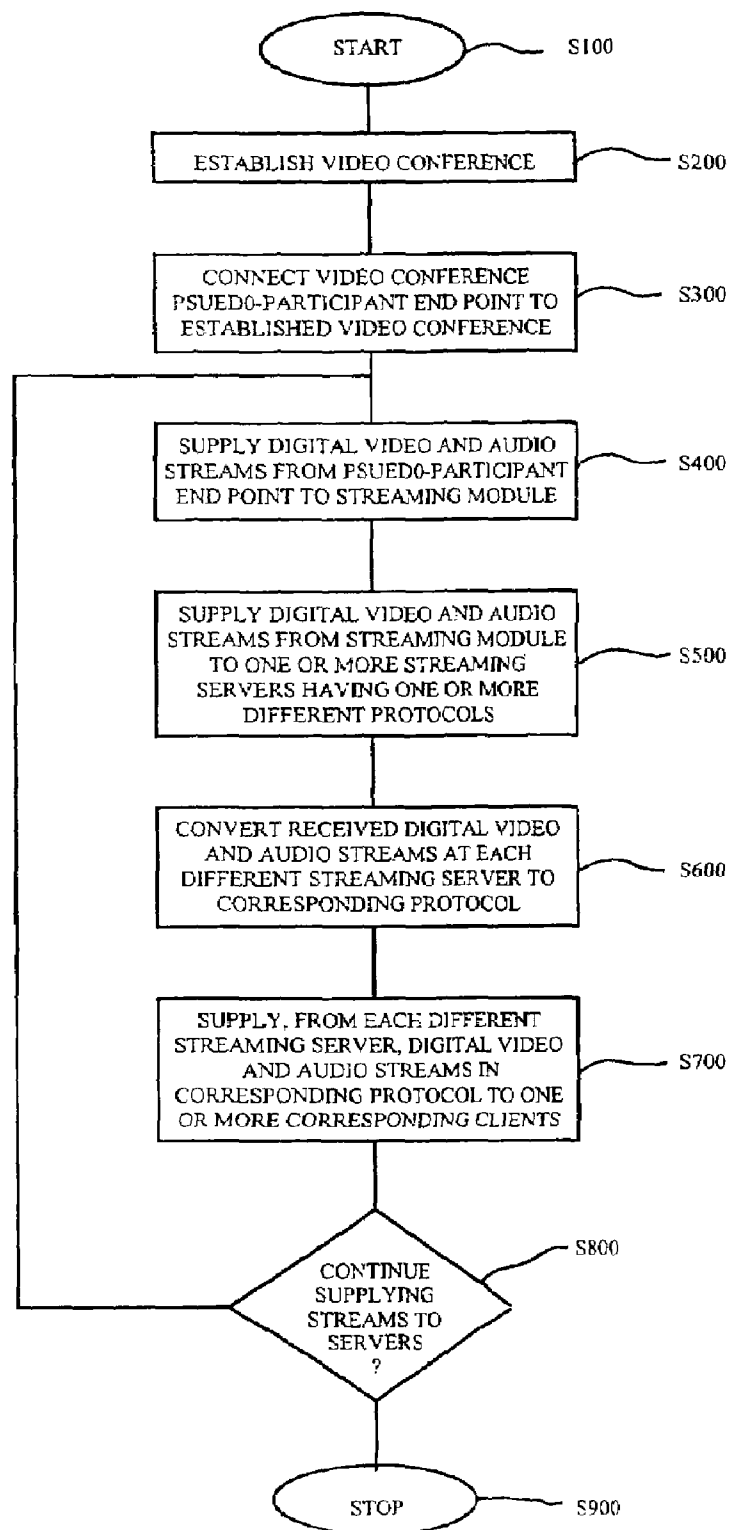 START
S100
ESTABLISH VIDEO CONFERENCE
S200
CONNECT VIDEO CONFERENCE
PSUED0-PARTICIPANT END POINT TO
ESTABLISHED VIDEO CONFERENCE
S300
SUPPLY DIGITAL VIDEO AND AUDIO
STREAMS FROM PSUED0-PARTICIPANT
END POINT TO STREAMING MODULE
S400
SUPPLY DIGITAL VIDEO AND AUDIO
STREAMS FROM STREAMING MODULE
TO ONE OR MORE STREAMING
SERVERS HAVING ONE OR MORE
DIFFERENT PROTOCOLS
S500
CONVERT RECEIVED DIGITAL VIDEO
AND AUDIO STREAMS AT EACH
DIFFERENT STREAMING SERVER TO
CORRESPONDING PROTOCOL
S600
SUPPLY, FROM EACH DIFFERENT
STREAMING SERVER, DIGITAL VIDEO
AND AUDIO STREAMS IN
CORRESPONDING PROTOCOL TO ONE
OR MORE CORRESPONDING CLIENTS
S700
CONTINUE
SUPPLYING
STREAMS TO
SERVERS
?
S800
STOP
S900